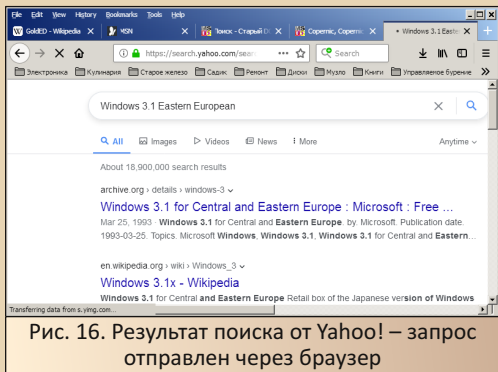 File Edit View History Bookmarks Tools Help
GoldED - Wikipedia MSN Поиск - Старый Di Copernic, Copernic Windows 3.1 Easte
https://search.yahoo.com/sear Search
Электроника Кулинария Старое железо Садик Ремонт Диски Музло Книги Управляемое бурение
Windows 3.1 Eastern European
All Images Videos News More Anytime
About 18,900,000 search results
archive.org › details › windows-3
Windows 3.1 for Central and Eastern Europe : Microsoft : Free ...
Mar 25, 1993 · Windows 3.1 for Central and Eastern Europe. by. Microsoft. Publication date.
1993-03-25. Topics. Microsoft Windows, Windows 3.1, Windows 3.1 for Central and Eastern...
en.wikipedia.org › wiki › Windows_3
Windows 3.1x - Wikipedia
Windows 3.1 for Central and Eastern Europe Retail box of the Japanese version of Windows
Transferring data from s.yimg.com...
Рис. 16. Результат поиска от Yahoo! – запрос
отправлен через браузер